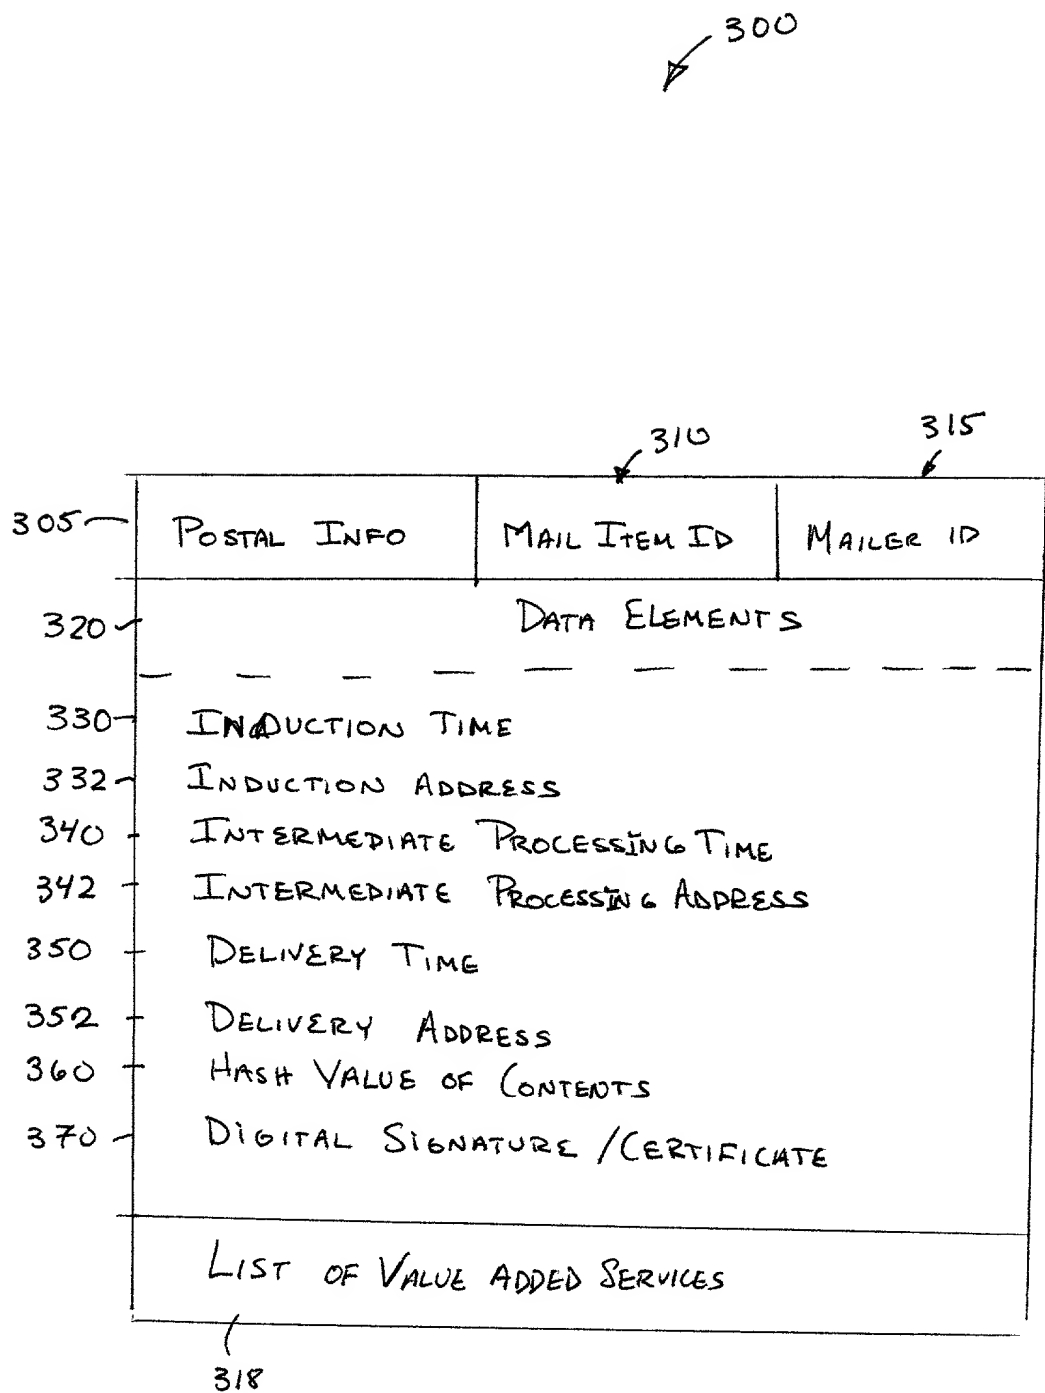 300
310
315
305 POSTAL INFO MAIL ITEM ID MAILER ID
320 DATA ELEMENTS
330 INDUCTION TIME
332 INDUCTION ADDRESS
340 INTERMEDIATE PROCESSING TIME
342 INTERMEDIATE PROCESSING ADDRESS
350 DELIVERY TIME
352 DELIVERY ADDRESS
360 HASH VALUE OF CONTENTS
370 DIGITAL SIGNATURE / CERTIFICATE
LIST OF VALUE ADDED SERVICES
318